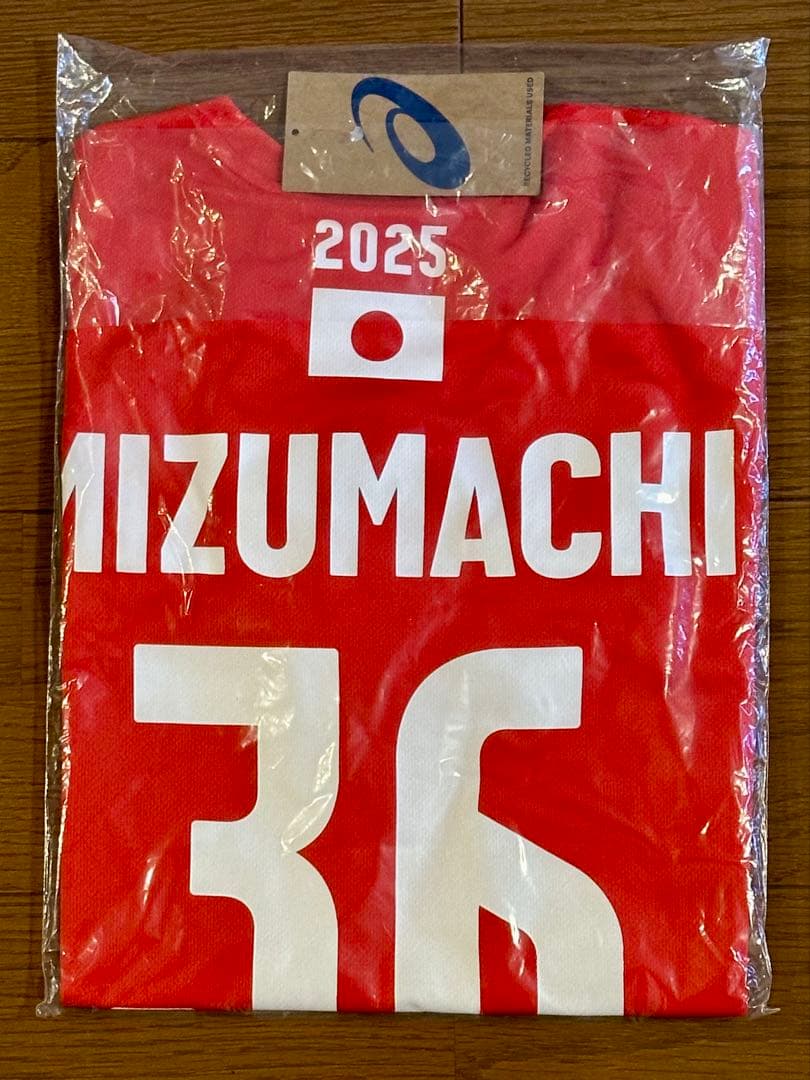 RECYCLED MATERIALS USED
2025
MIZUMACHI
36